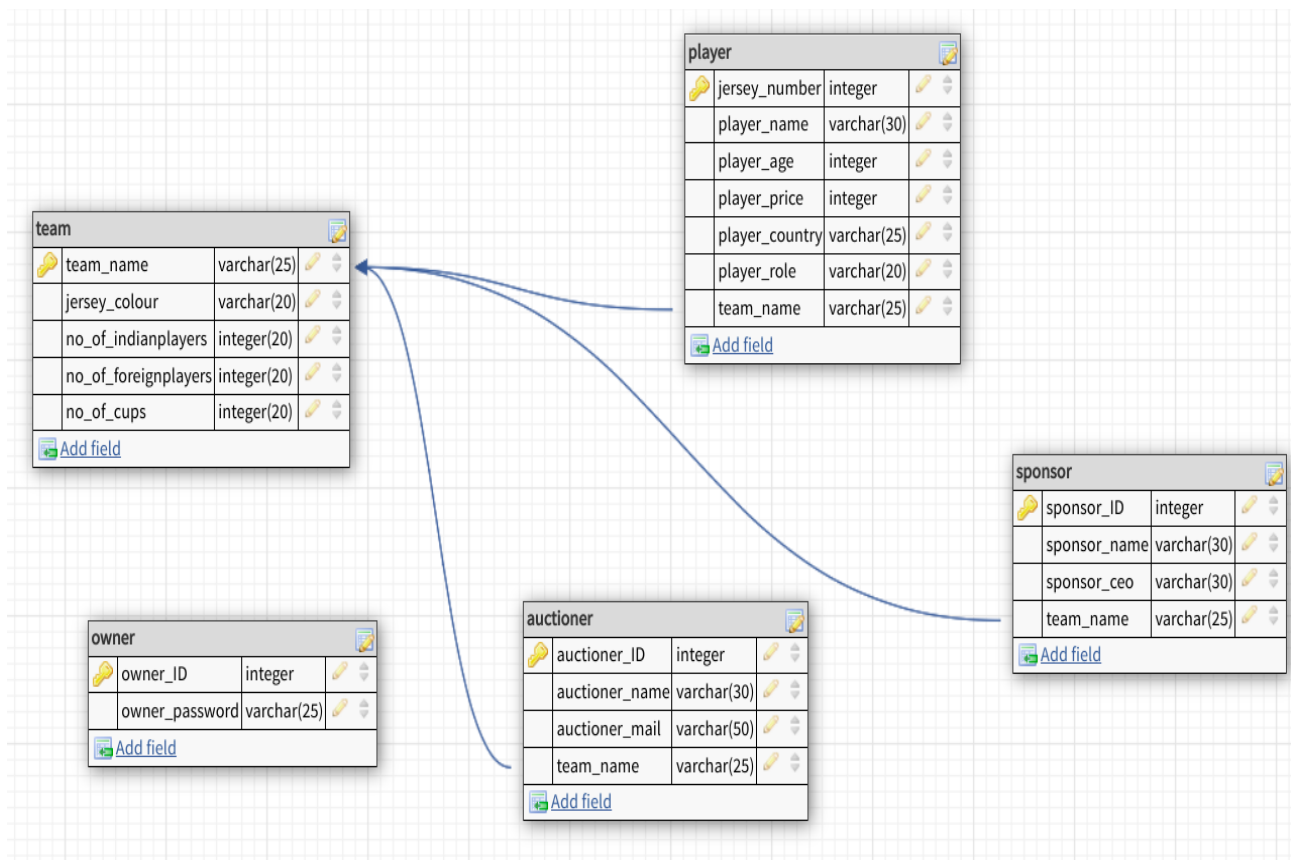 player
jersey_number integer
player_name varchar(30)
player_age integer
player_price integer
player_country varchar(25)
player_role varchar(20)
team_name varchar(25)
Add field
team
team_name varchar(25)
jersey_colour varchar(20)
no_of_indianplayers integer(20)
no_of_foreignplayers integer(20)
no_of_cups integer(20)
Add field
sponsor
sponsor_ID integer
sponsor_name varchar(30)
sponsor_ceo varchar(30)
team_name varchar(25)
Add field
owner
owner_ID integer
owner_password varchar(25)
Add field
auctioner
auctioner_ID integer
auctioner_name varchar(30)
auctioner_mail varchar(50)
team_name varchar(25)
Add field